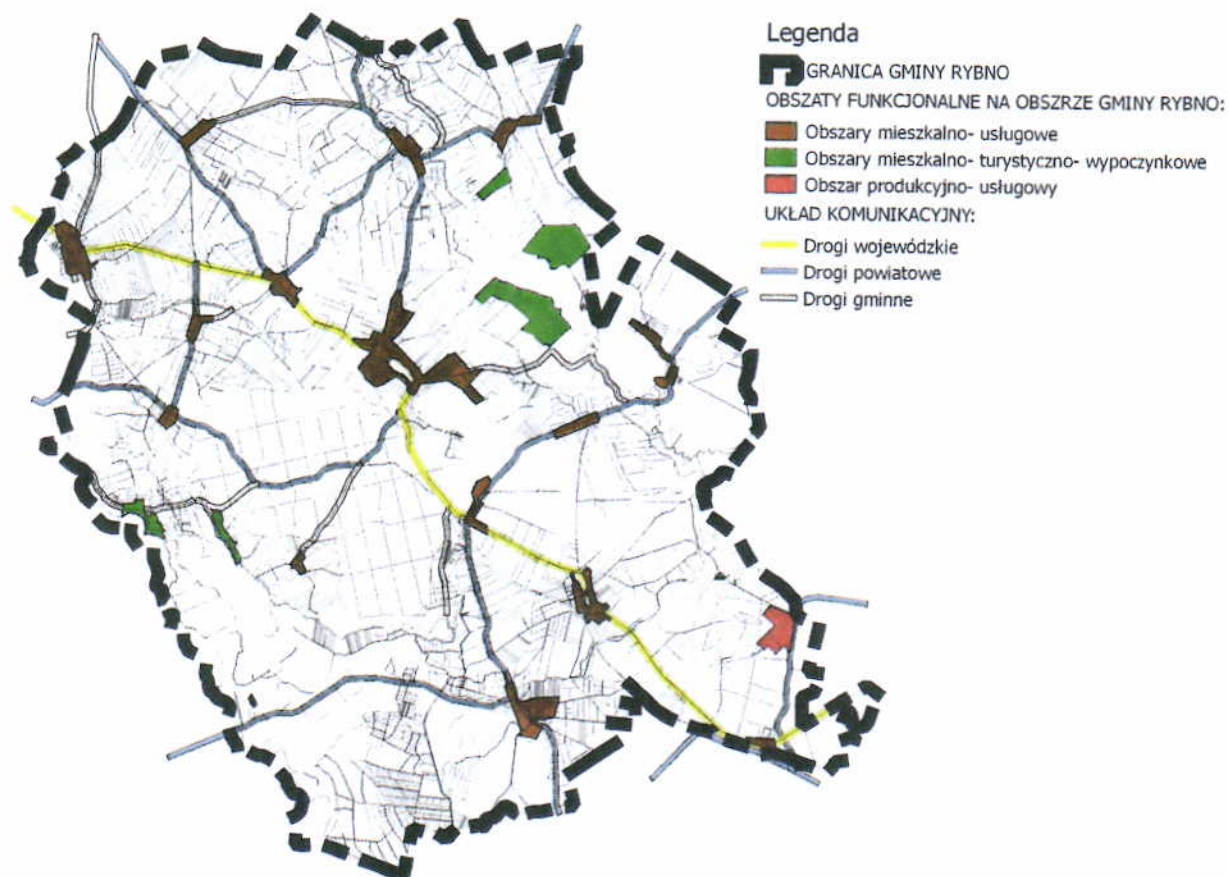 Legenda
GRANICA GMINY RYBNO
OBSZATY FUNKCJONALNE NA OBSZRZE GMINY RYBNO:
Obszary mieszkalno- usługowe
Obszary mieszkalno- turystyczno- wypoczynkowe
Obszar produkcyjno- usługowy
UKŁAD KOMUNIKACYJNY:
Drogi wojewódzkie
Drogi powiatowe
Drogi gminne